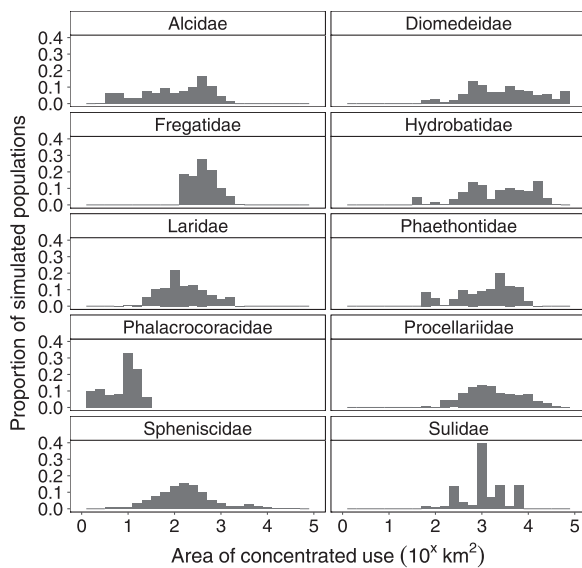 Alcidae
Diomedeidae
0.4
0.3
0.2
0.1
0.0
Fregatidae
Hydrobatidae
0.4
0.3
0.2
0.1
0.0
Laridae
Phaethontidae
0.4
0.3
0.2
0.1
0.0
Phalacrocoracidae
Procellariidae
0.4
0.3
0.2
0.1
0.0
Spheniscidae
Sulidae
0.4
0.3
0.2
0.1
0.0
0 1 2 3 4 5 0 1 2 3 4 5
Proportion of simulated populations
Area of concentrated use (10ˣ km²)